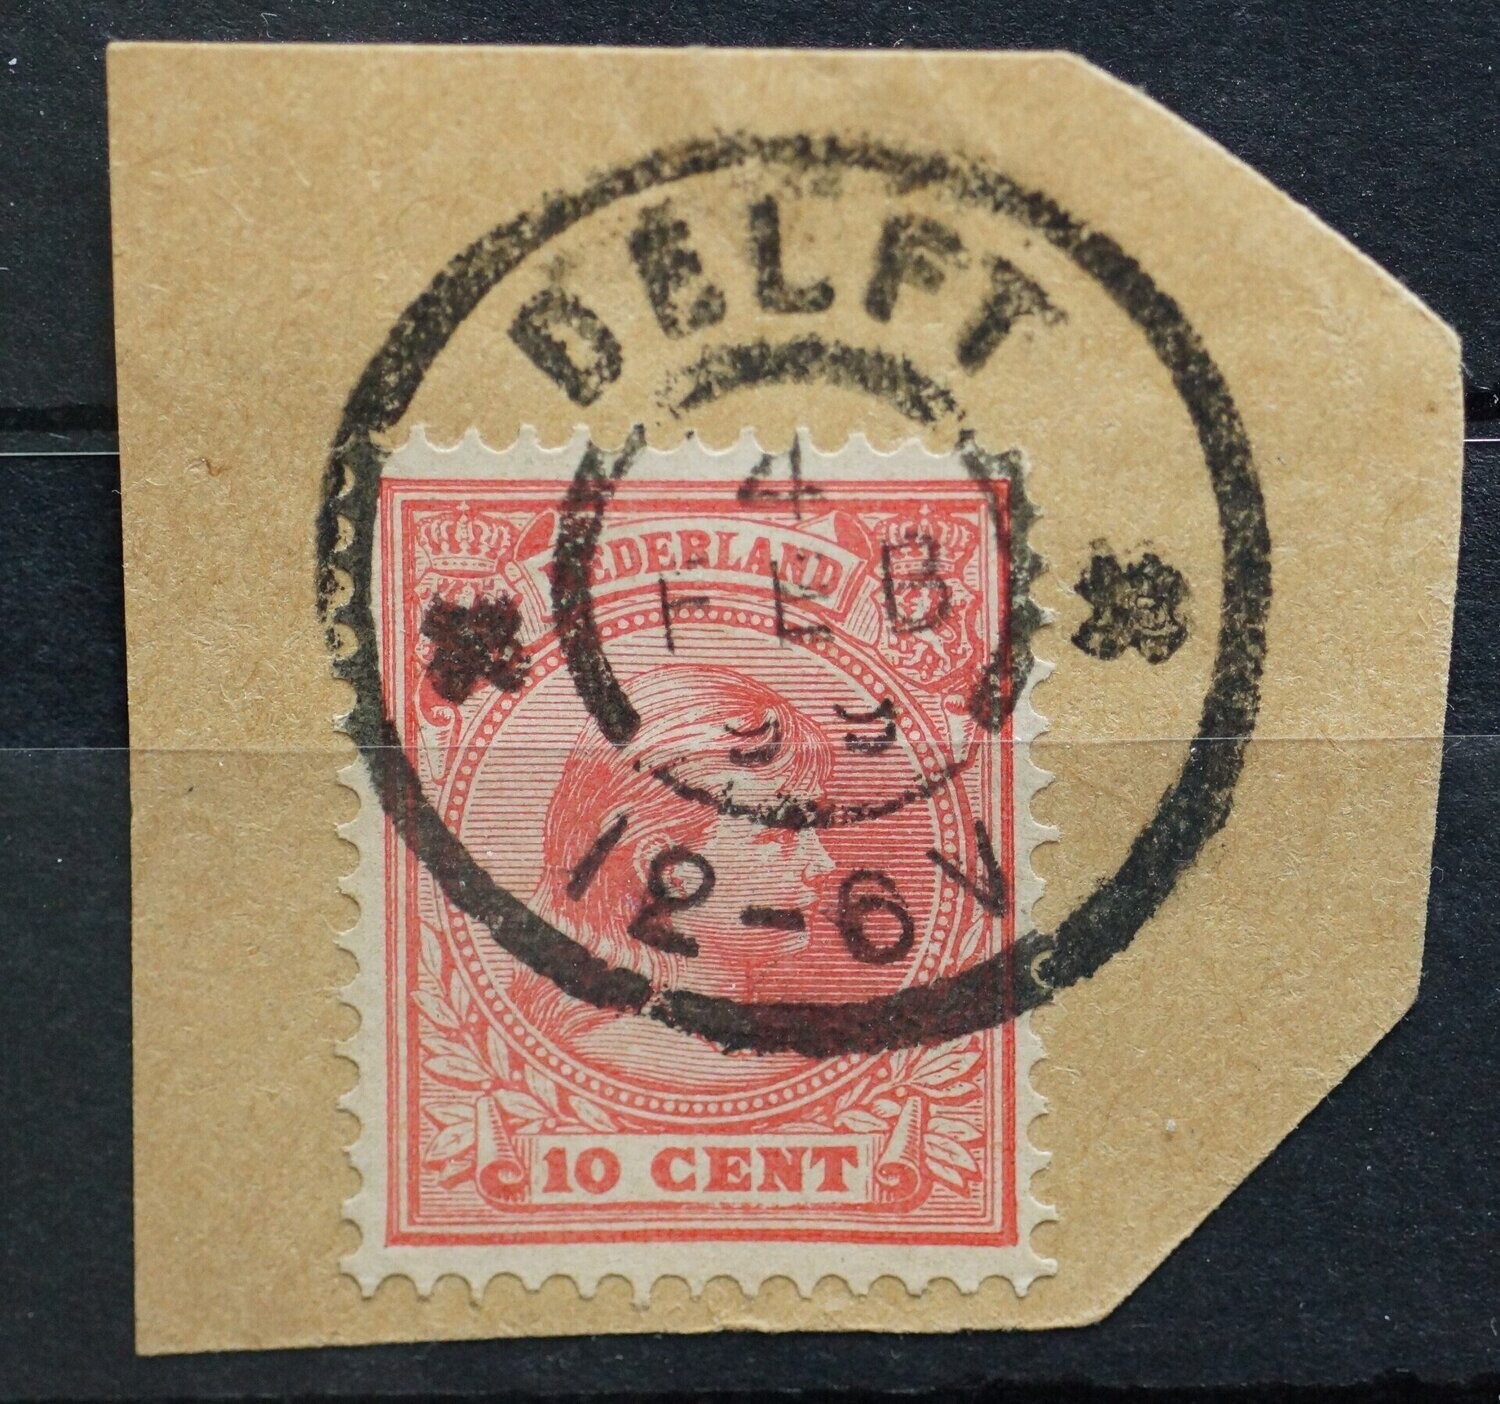 DELFT
4
FEB
12-6V
NEDERLAND
10 CENT